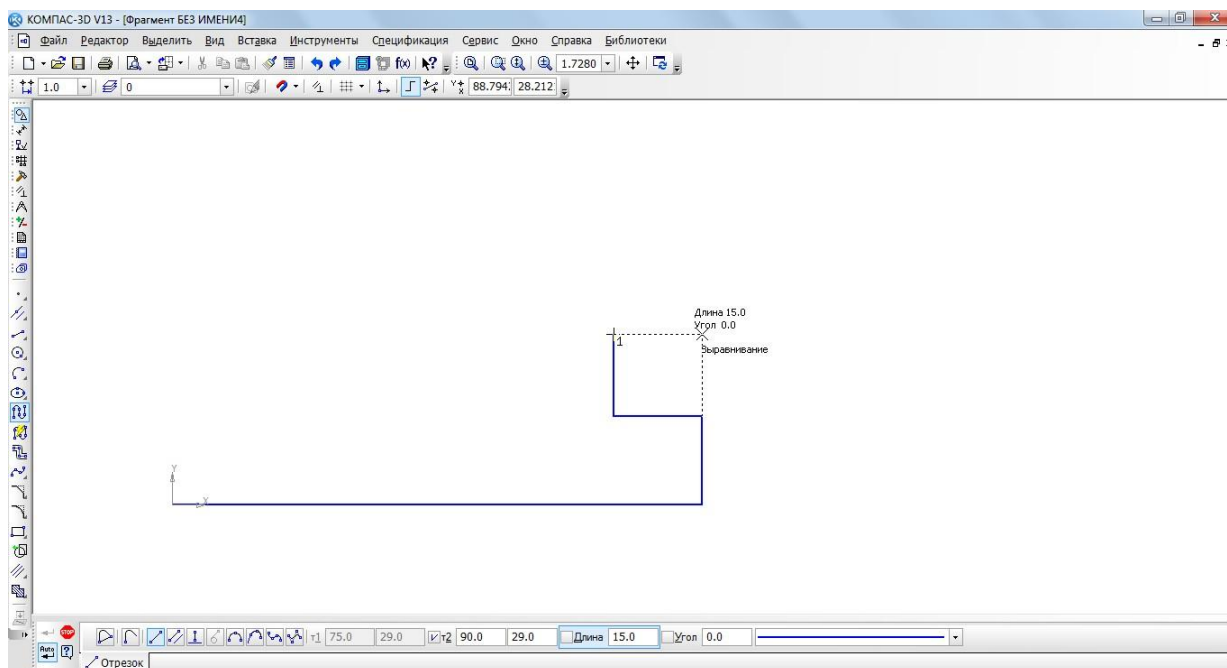 КОМПАС-3D V13 - [Фрагмент БЕЗ ИМЕНИ4]
Файл Редактор Выделить Вид Вставка Инструменты Спецификация Сервис Окно Справка Библиотеки
f(x) 1.7280
1.0 0 88.794 28.212
Длина 15.0
Угол 0.0
1
Выравнивание
Y
X
т1 75.0 29.0 т2 90.0 29.0 Длина 15.0 Угол 0.0
STOP
Auto
Отрезок